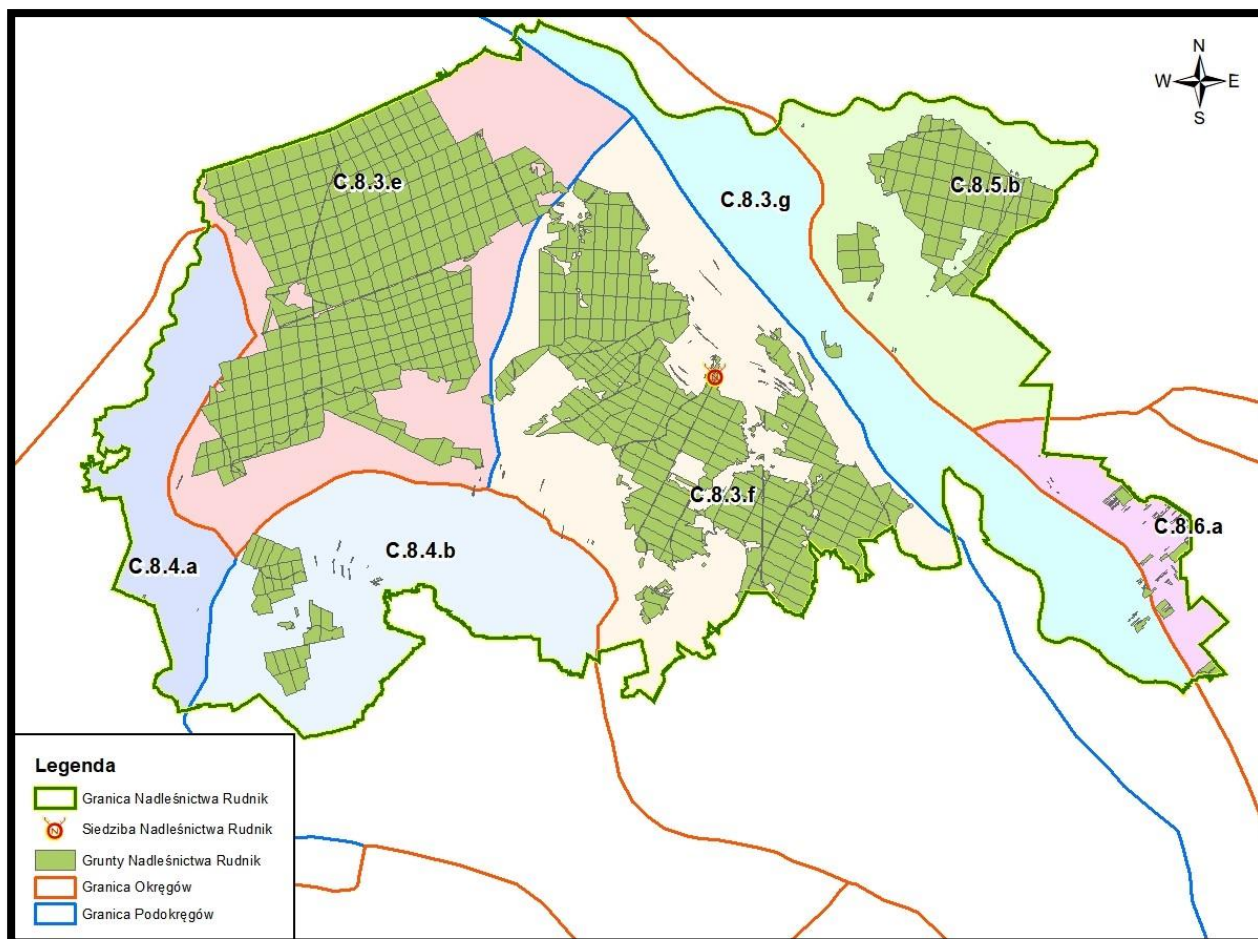 N
W E
S
C.8.3.e
C.8.5.b
C.8.3.g
C.8.3.f
C.8.6.a
C.8.4.b
C.8.4.a
Legenda
Granica Nadleśnictwa Rudnik
N Siedziba Nadleśnictwa Rudnik
Grunty Nadleśnictwa Rudnik
Granica Okręgów
Granica Podokręgów